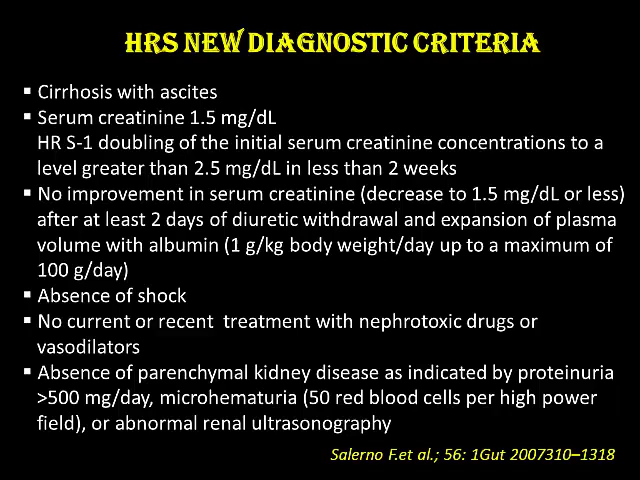 HRS NEW DIAGNOSTIC CRITERIA
▪ Cirrhosis with ascites
▪ Serum creatinine 1.5 mg/dL
HR S-1 doubling of the initial serum creatinine concentrations to a
level greater than 2.5 mg/dL in less than 2 weeks
▪ No improvement in serum creatinine (decrease to 1.5 mg/dL or less)
after at least 2 days of diuretic withdrawal and expansion of plasma
volume with albumin (1 g/kg body weight/day up to a maximum of
100 g/day)
▪ Absence of shock
▪ No current or recent treatment with nephrotoxic drugs or
vasodilators
▪ Absence of parenchymal kidney disease as indicated by proteinuria
>500 mg/day, microhematuria (50 red blood cells per high power
field), or abnormal renal ultrasonography
Salerno F.et al.; 56: 1Gut 2007310–1318